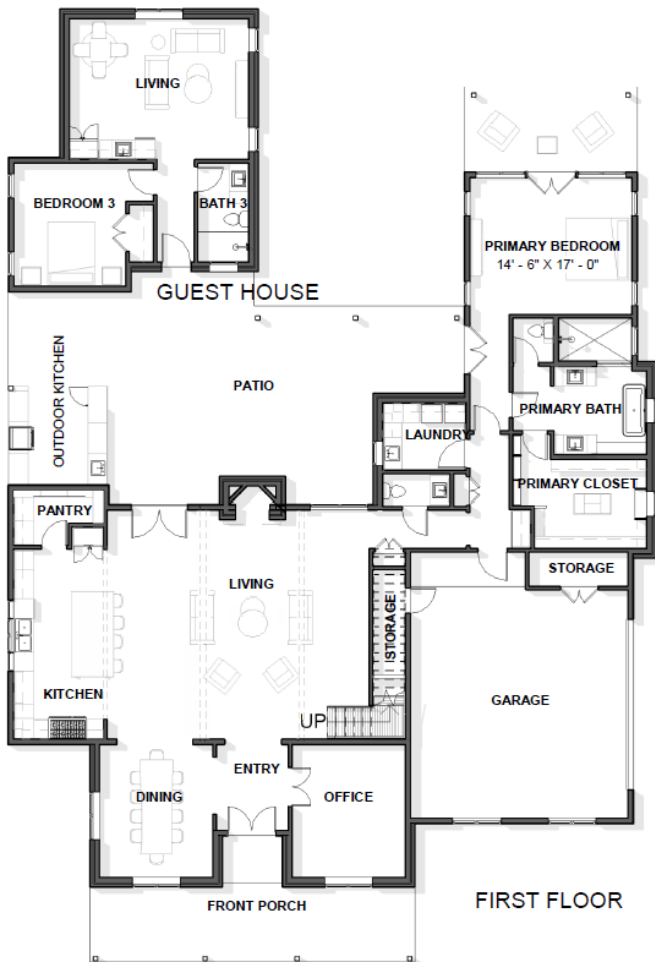 LIVING
BEDROOM 3
BATH 3
GUEST HOUSE
PRIMARY BEDROOM
14' - 6" X 17' - 0"
OUTDOOR KITCHEN
PATIO
PRIMARY BATH
LAUNDRY
PRIMARY CLOSET
PANTRY
STORAGE
LIVING
STORAGE
KITCHEN
GARAGE
UP
ENTRY
DINING
OFFICE
FRONT PORCH
FIRST FLOOR